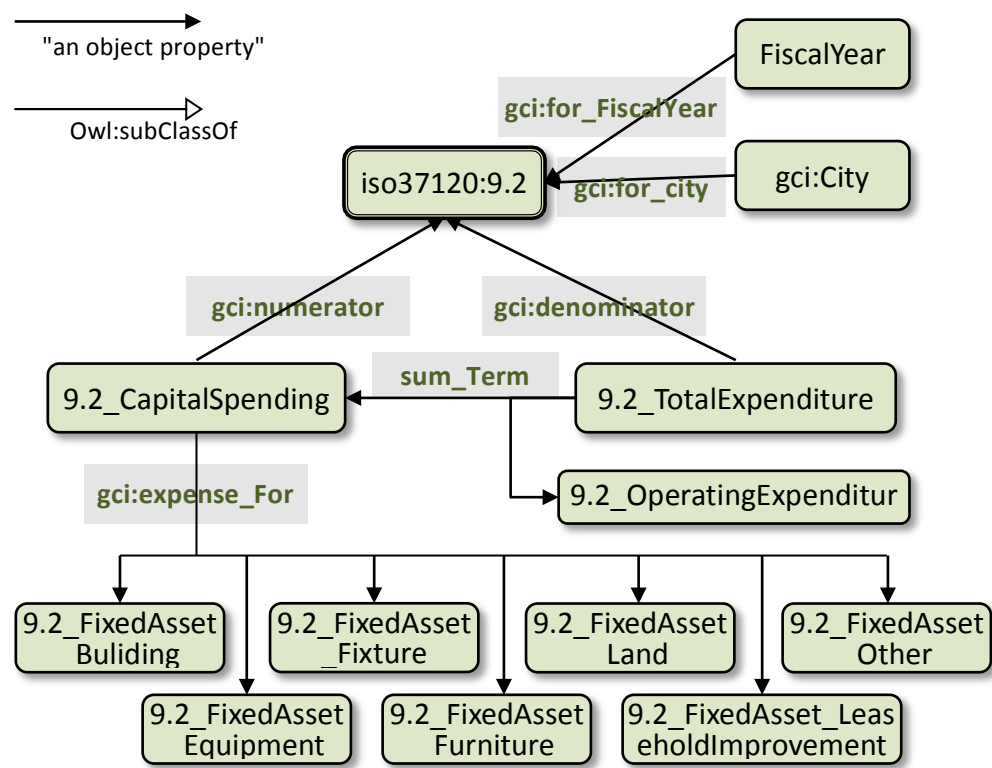 "an object property"
Owl:subClassOf
FiscalYear
gci:for_FiscalYear
iso37120:9.2
gci:for_city
gci:City
gci:numerator
gci:denominator
9.2_CapitalSpending
sum_Term
9.2_TotalExpenditure
gci:expense_For
9.2_OperatingExpenditur
9.2_FixedAsset
Buliding
9.2_FixedAsset
_Fixture
9.2_FixedAsset
Land
9.2_FixedAsset
Other
9.2_FixedAsset
Equipment
9.2_FixedAsset
Furniture
9.2_FixedAsset_Leas
eholdImprovement